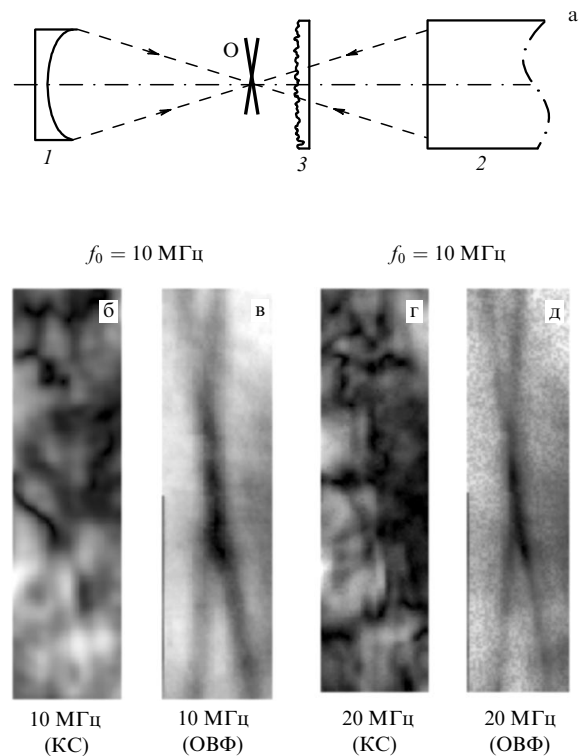 а
О
1
3
2
f₀ = 10 МГц
f₀ = 10 МГц
б
в
г
д
10 МГц
(КС)
10 МГц
(ОВФ)
20 МГц
(КС)
20 МГц
(ОВФ)